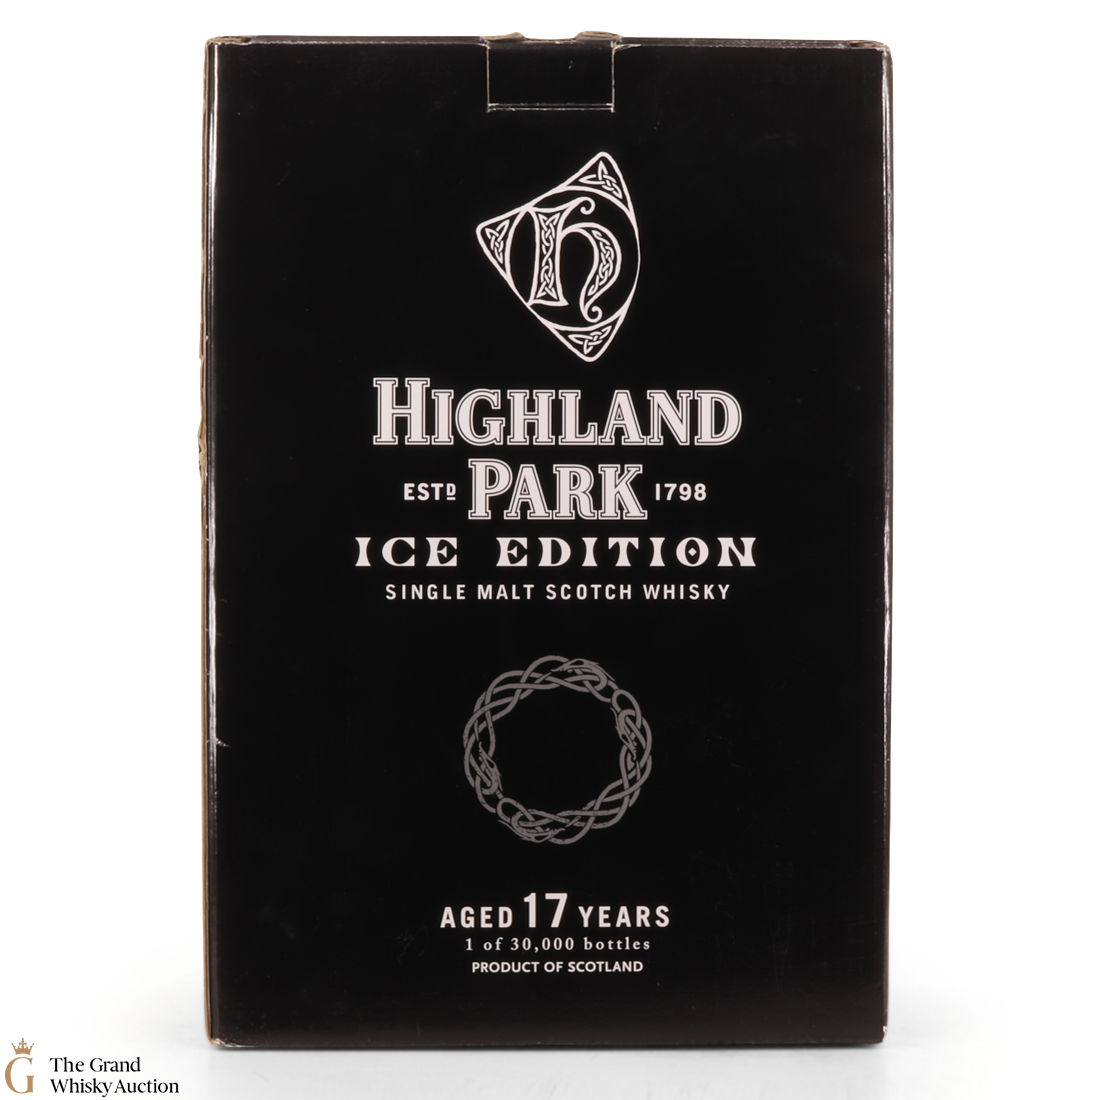 h
HIGHLAND
ESTD PARK 1798
ICE EDITION
SINGLE MALT SCOTCH WHISKY
AGED 17 YEARS
1 of 30,000 bottles
PRODUCT OF SCOTLAND
G The Grand
Whisky Auction